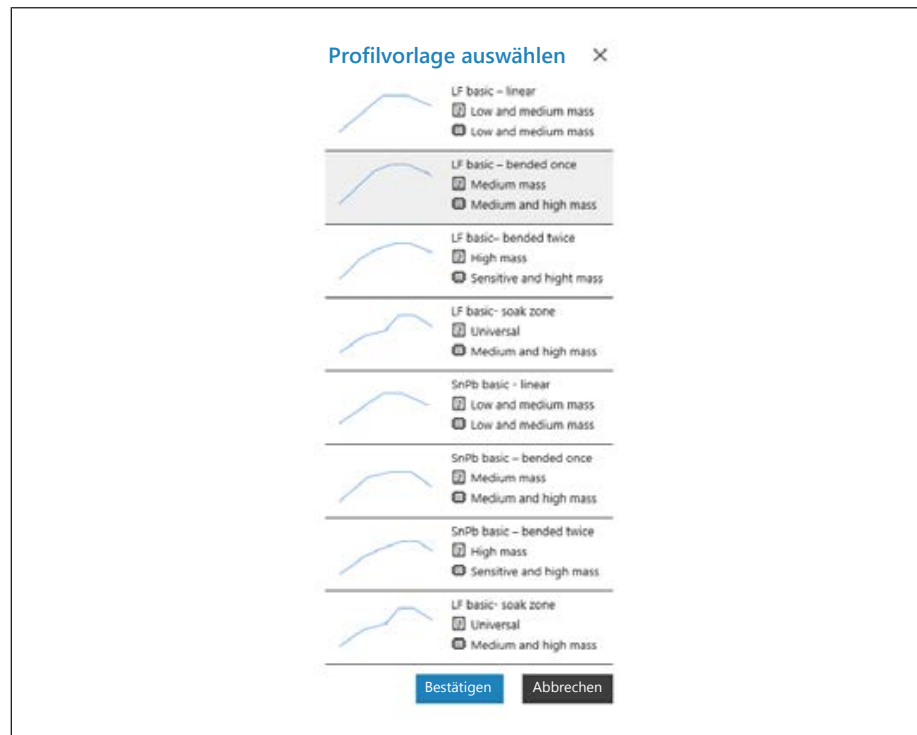 Profilvorlage auswählen
LF basic – linear
Low and medium mass
Low and medium mass
LF basic – bended once
Medium mass
Medium and high mass
LF basic– bended twice
High mass
Sensitive and hight mass
LF basic- soak zone
Universal
Medium and high mass
SnPb basic - linear
Low and medium mass
Low and medium mass
SnPb basic – bended once
Medium mass
Medium and high mass
SnPb basic – bended twice
High mass
Sensitive and high mass
LF basic- soak zone
Universal
Medium and high mass
Bestätigen Abbrechen